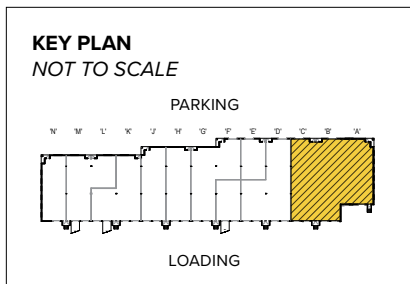 KEY PLAN
NOT TO SCALE
PARKING
'N' 'M' 'L' 'K' 'J' 'H' 'G' 'F' 'E' 'D' 'C' 'B' 'A'
LOADING